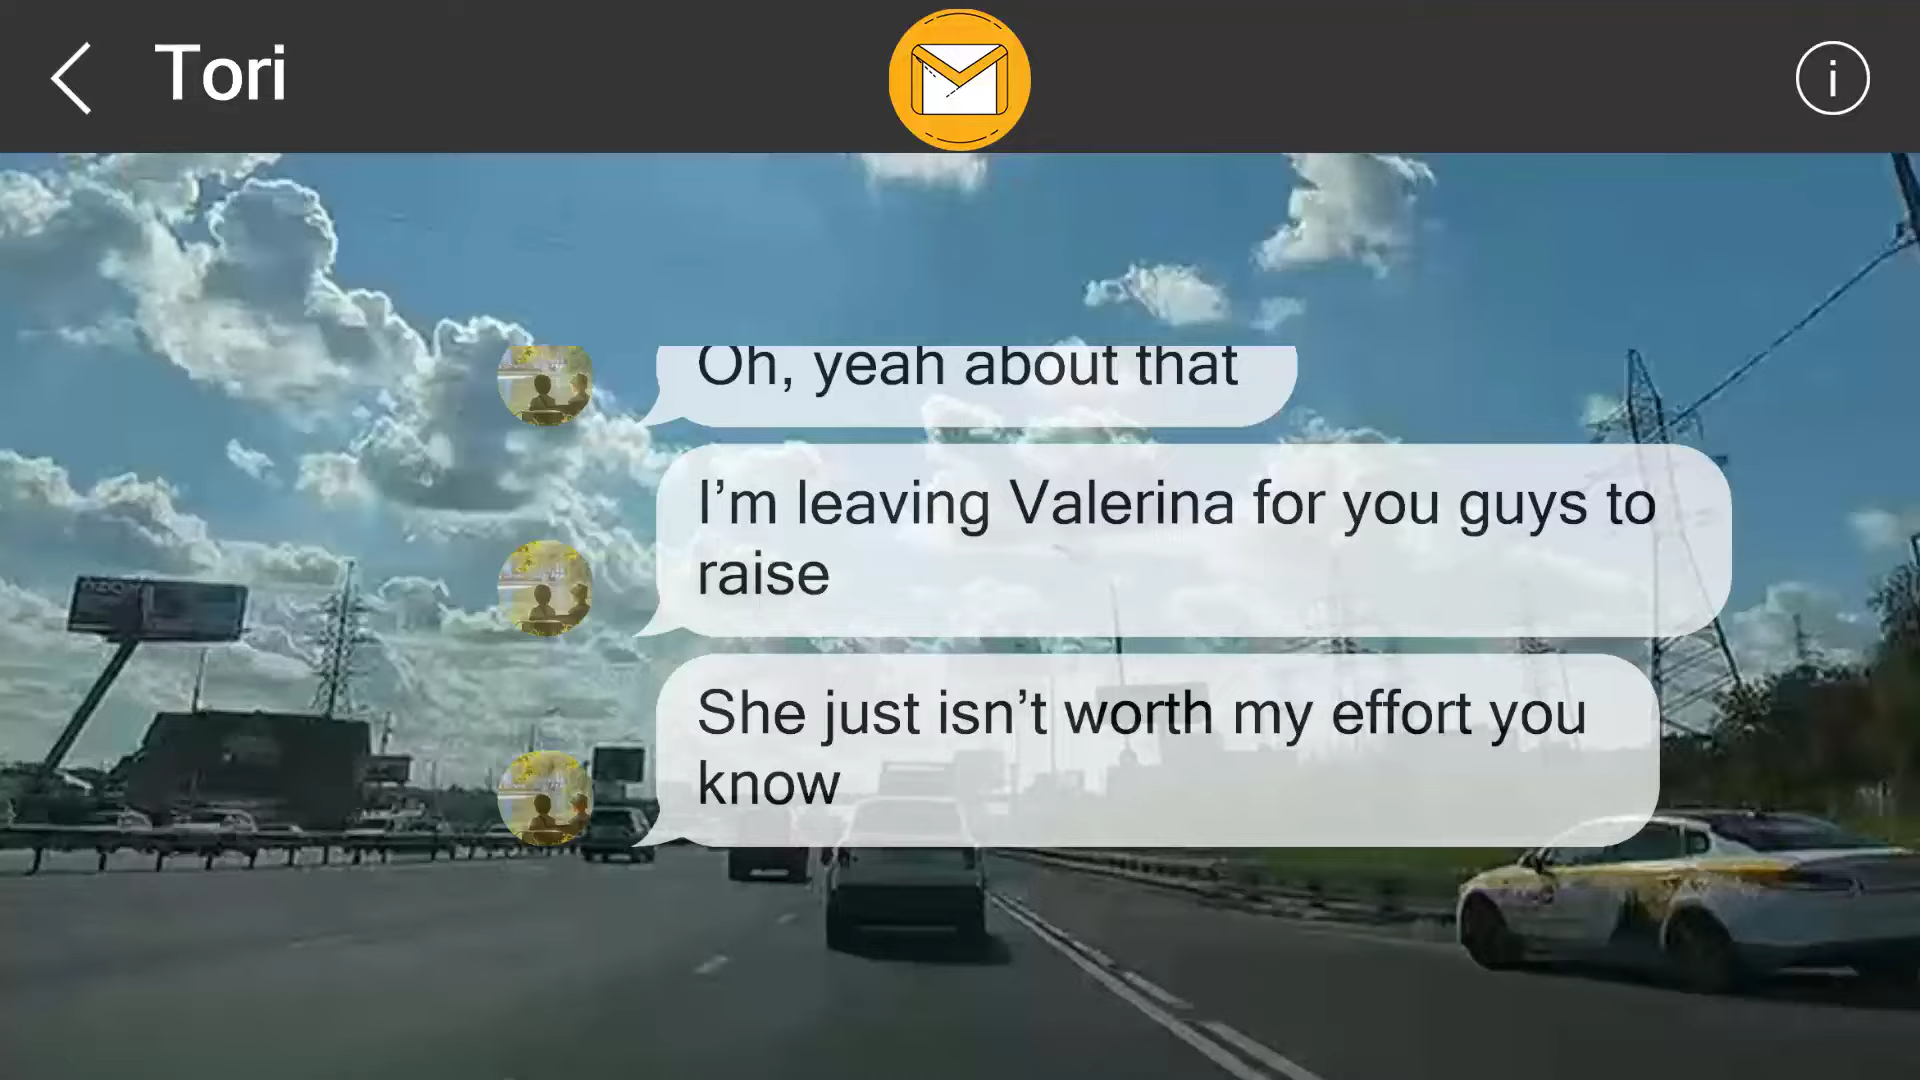 Tori
Oh, yeah about that
I’m leaving Valerina for you guys to
raise
She just isn’t worth my effort you
know